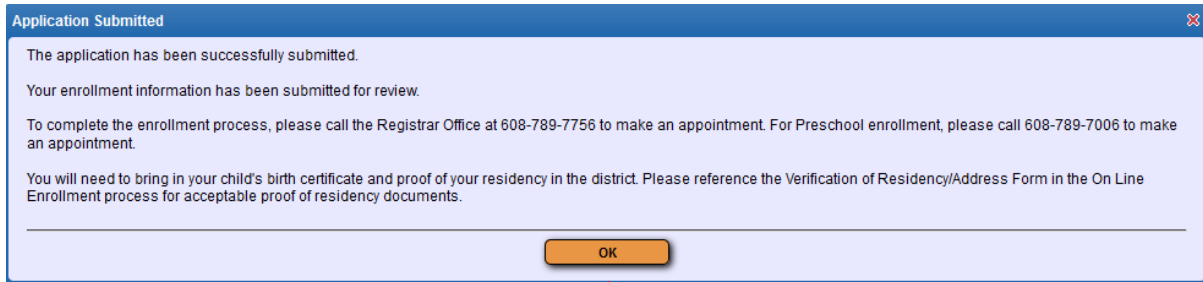 Application Submitted
The application has been successfully submitted.
Your enrollment information has been submitted for review.
To complete the enrollment process, please call the Registrar Office at 608-789-7756 to make an appointment. For Preschool enrollment, please call 608-789-7006 to make
an appointment.
You will need to bring in your child's birth certificate and proof of your residency in the district. Please reference the Verification of Residency/Address Form in the On Line
Enrollment process for acceptable proof of residency documents.
OK